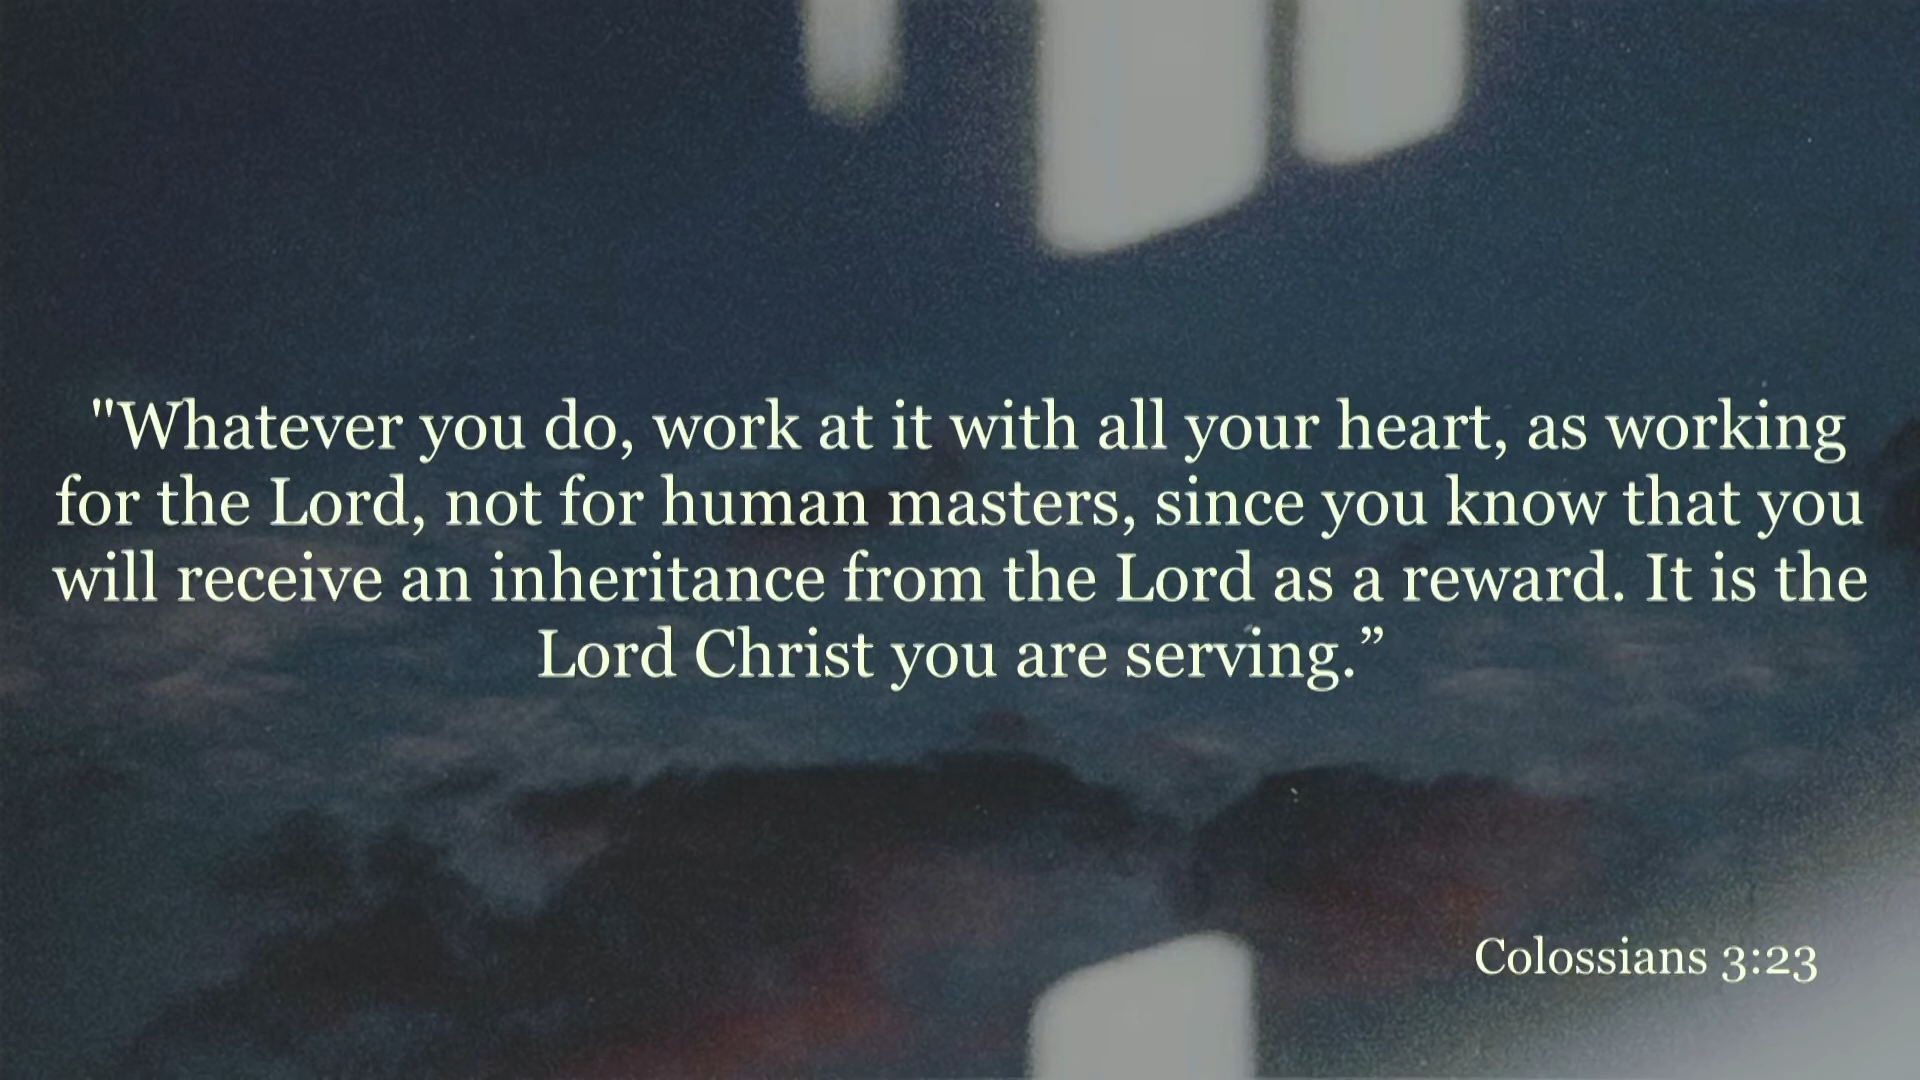 "Whatever you do, work at it with all your heart, as working
for the Lord, not for human masters, since you know that you
will receive an inheritance from the Lord as a reward. It is the
Lord Christ you are serving.”
Colossians 3:23